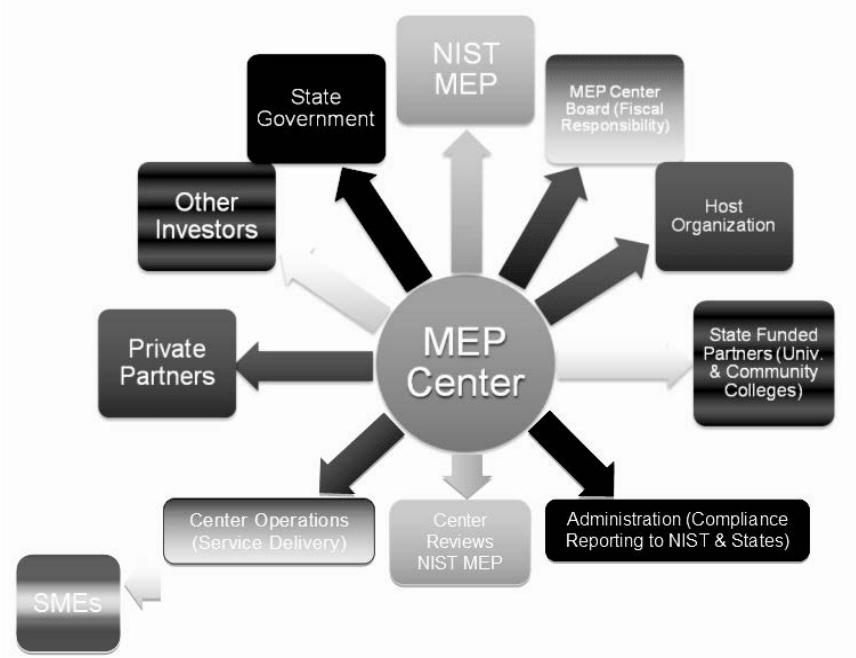 NIST
MEP
State
Government
MEP Center
Board (Fiscal
Responsibility)
Other
Investors
Host
Organization
Private
Partners
MEP
Center
State Funded
Partners (Univ.
& Community
Colleges)
Center Operations
(Service Delivery)
Center
Reviews
NIST MEP
Administration (Compliance
Reporting to NIST & States)
SMEs